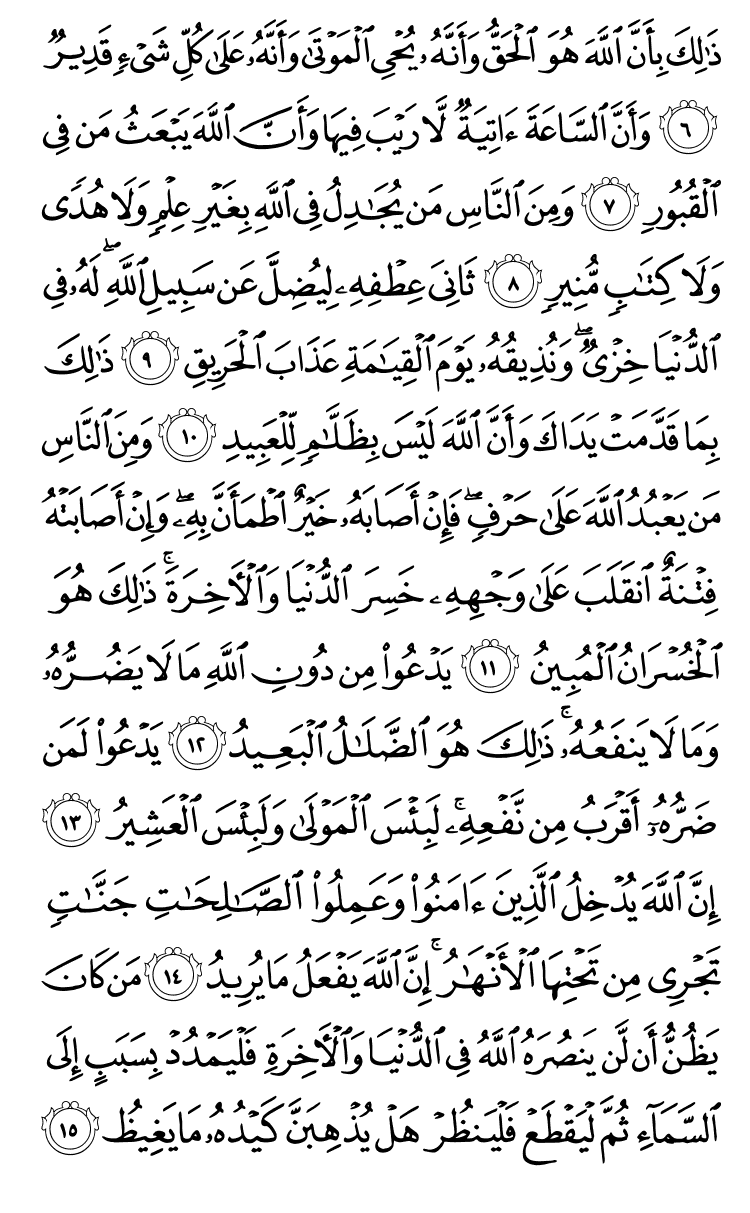 ذَٰلِكَ بِأَنَّ ٱللَّهَ هُوَ ٱلْحَقُّ وَأَنَّهُۥ يُحْىِ ٱلْمَوْتَىٰ وَأَنَّهُۥ عَلَىٰ كُلِّ شَىْءٍ قَدِيرٌ
٦ وَأَنَّ ٱلسَّاعَةَ ءَاتِيَةٌ لَّا رَيْبَ فِيهَا وَأَنَّ ٱللَّهَ يَبْعَثُ مَن فِى
ٱلْقُبُورِ ٧ وَمِنَ ٱلنَّاسِ مَن يُجَٰدِلُ فِى ٱللَّهِ بِغَيْرِ عِلْمٍ وَلَا هُدًى
وَلَا كِتَٰبٍ مُّنِيرٍ ٨ ثَانِىَ عِطْفِهِۦ لِيُضِلَّ عَن سَبِيلِ ٱللَّهِ ۖ لَهُۥ فِى
ٱلدُّنْيَا خِزْىٌ ۖ وَنُذِيقُهُۥ يَوْمَ ٱلْقِيَٰمَةِ عَذَابَ ٱلْحَرِيقِ ٩ ذَٰلِكَ
بِمَا قَدَّمَتْ يَدَاكَ وَأَنَّ ٱللَّهَ لَيْسَ بِظَلَّٰمٍ لِّلْعَبِيدِ ١٠ وَمِنَ ٱلنَّاسِ
مَن يَعْبُدُ ٱللَّهَ عَلَىٰ حَرْفٍ ۖ فَإِنْ أَصَابَهُۥ خَيْرٌ ٱطْمَأَنَّ بِهِۦ ۖ وَإِنْ أَصَابَتْهُ
فِتْنَةٌ ٱنقَلَبَ عَلَىٰ وَجْهِهِۦ خَسِرَ ٱلدُّنْيَا وَٱلْءَاخِرَةَ ۚ ذَٰلِكَ هُوَ
ٱلْخُسْرَانُ ٱلْمُبِينُ ١١ يَدْعُوا۟ مِن دُونِ ٱللَّهِ مَا لَا يَضُرُّهُۥ
وَمَا لَا يَنفَعُهُۥ ۚ ذَٰلِكَ هُوَ ٱلضَّلَٰلُ ٱلْبَعِيدُ ١٢ يَدْعُوا۟ لَمَن
ضَرُّهُۥٓ أَقْرَبُ مِن نَّفْعِهِۦ ۚ لَبِئْسَ ٱلْمَوْلَىٰ وَلَبِئْسَ ٱلْعَشِيرُ ١٣
إِنَّ ٱللَّهَ يُدْخِلُ ٱلَّذِينَ ءَامَنُوا۟ وَعَمِلُوا۟ ٱلصَّٰلِحَٰتِ جَنَّٰتٍ
تَجْرِى مِن تَحْتِهَا ٱلْأَنْهَٰرُ ۚ إِنَّ ٱللَّهَ يَفْعَلُ مَا يُرِيدُ ١٤ مَن كَانَ
يَظُنُّ أَن لَّن يَنصُرَهُ ٱللَّهُ فِى ٱلدُّنْيَا وَٱلْءَاخِرَةِ فَلْيَمْدُدْ بِسَبَبٍ إِلَى
ٱلسَّمَآءِ ثُمَّ لْيَقْطَعْ فَلْيَنظُرْ هَلْ يُذْهِبَنَّ كَيْدُهُۥ مَا يَغِيظُ ١٥